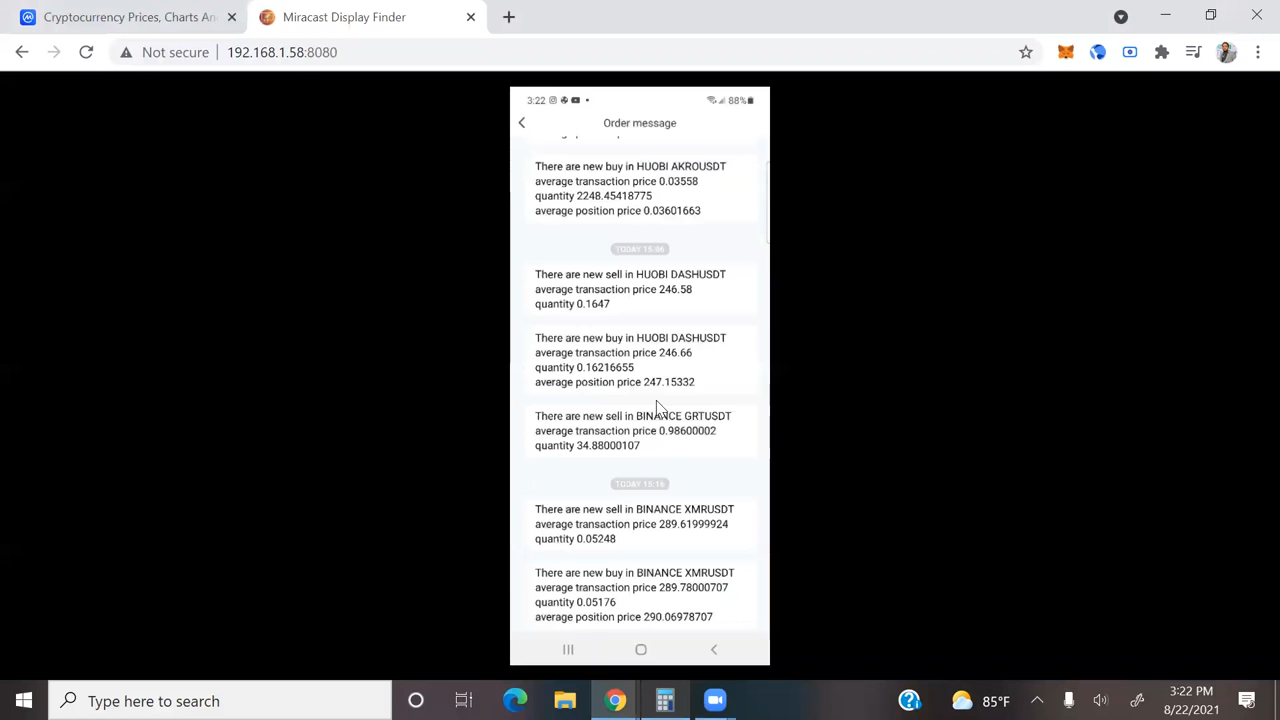 Cryptocurrency Prices, Charts An
Miracast Display Finder
Not secure
192.168.1.58:8080
3:22
88%
Order message
There are new buy in HUOBI AKROUSDT
average transaction price 0.03558
quantity 2248.45418775
average position price 0.03601663
TODAY 15:06
There are new sell in HUOBI DASHUSDT
average transaction price 246.58
quantity 0.1647
There are new buy in HUOBI DASHUSDT
average transaction price 246.66
quantity 0.16216655
average position price 247.15332
There are new sell in BINANCE GRTUSDT
average transaction price 0.98600002
quantity 34.88000107
TODAY 15:16
There are new sell in BINANCE XMRUSDT
average transaction price 289.61999924
quantity 0.05248
There are new buy in BINANCE XMRUSDT
average transaction price 289.78000707
quantity 0.05176
average position price 290.06978707
Type here to search
85°F
3:22 PM
8/22/2021